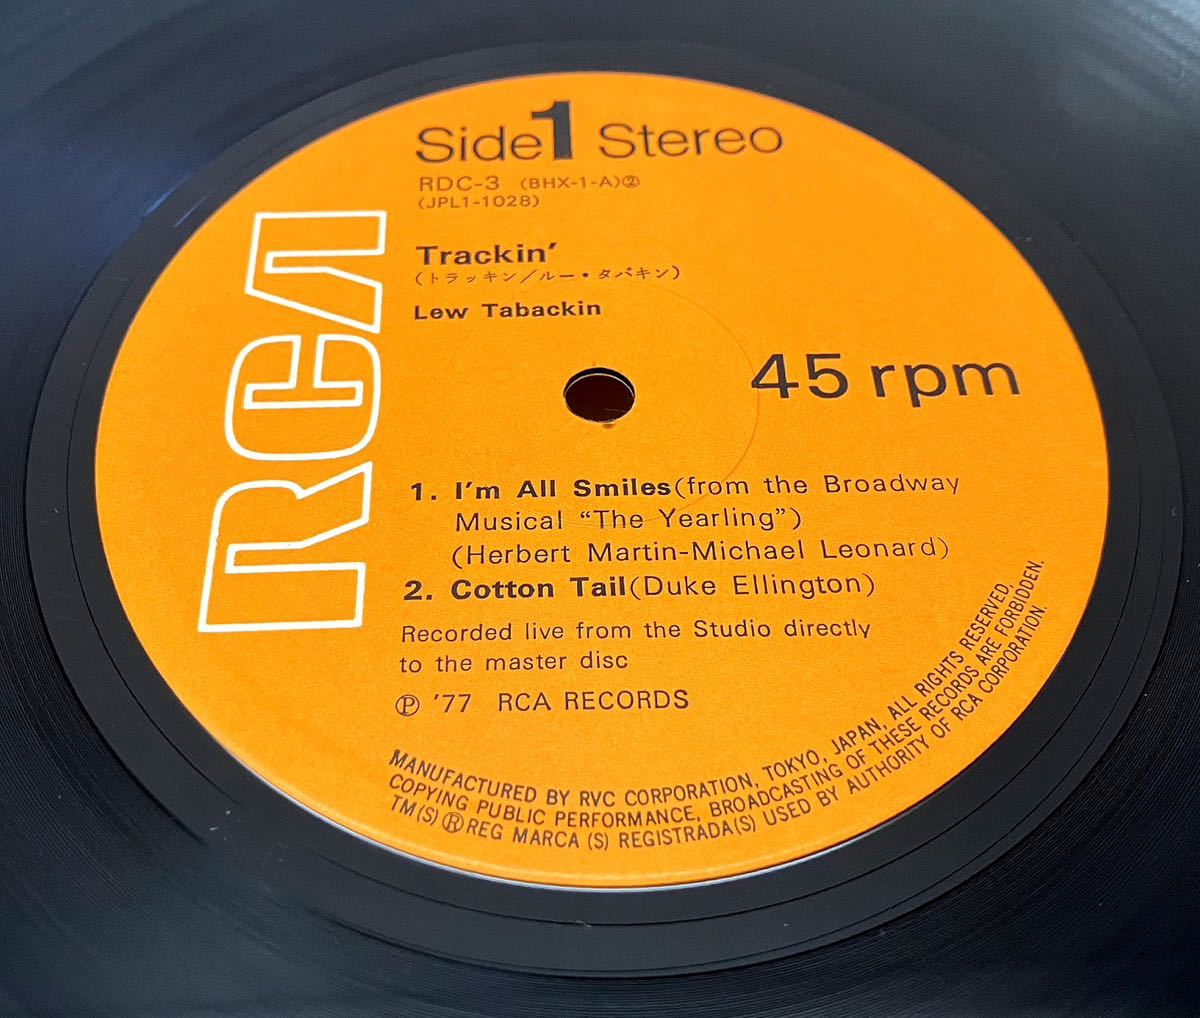 Side 1 Stereo
RDC-3 (BHX-1-A)②
(JPL1-1028)
RCA
Trackin'
(トラッキン/ルー・タバキン)
Lew Tabackin
45 rpm
1. I'm All Smiles(from the Broadway
Musical “The Yearling”)
(Herbert Martin-Michael Leonard)
2. Cotton Tail(Duke Ellington)
Recorded live from the Studio directly
to the master disc
Ⓟ '77 RCA RECORDS
MANUFACTURED BY RVC CORPORATION, TOKYO, JAPAN, ALL RIGHTS RESERVED,
COPYING PUBLIC PERFORMANCE, BROADCASTING OF THESE RECORDS ARE FORBIDDEN.
TM(S) ® REG MARCA (S) REGISTRADA(S) USED BY AUTHORITY OF RCA CORPORATION.